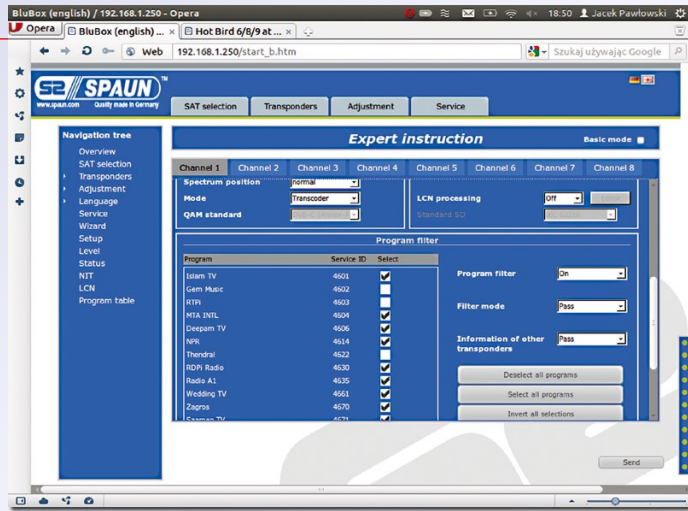 BluBox (english) / 192.168.1.250 - Opera
18:50 Jacek Pawłowski
Opera
BluBox (english) ... ×
Hot Bird 6/8/9 at ... ×
Web
192.168.1.250/start_b.htm
Szukaj używając Google
SPAUN™
www.spaun.com Quality made in Germany
SAT selection
Transponders
Adjustment
Service
Navigation tree
Overview
SAT selection
Transponders
Adjustment
Language
Service
Wizard
Setup
Level
Status
NIT
LCN
Program table
Expert instruction
Basic mode
Channel 1 Channel 2 Channel 3 Channel 4 Channel 5 Channel 6 Channel 7 Channel 8
Spectrum position normal
Mode Transcoder
LCN processing Off
QAM standard
Standard SD
Program filter
Program Service ID Select
Islam TV 4601
Gem Music 4602
RTPi 4603
MTA INTL 4604
Deepam TV 4606
NPR 4614
Thendral 4622
RDPi Radio 4630
Radio A1 4635
Wedding TV 4661
Zagros 4670
Saaman TV 4671
Program filter On
Filter mode Pass
Information of other Pass
transponders
Deselect all programs
Select all programs
Invert all selections
Send